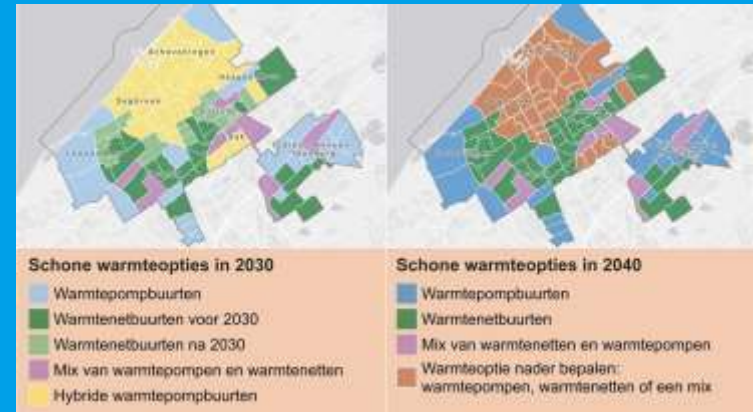 Scheveningen
Segbroek
Loosduinen
Schone warmteopties in 2030
Warmtepompbuurten
Warmtenetbuurten voor 2030
Warmtenetbuurten na 2030
Mix van warmtepompen en warmtenetten
Hybride warmtepompbuurten
Schone warmteopties in 2040
Warmtepompbuurten
Warmtenetbuurten
Mix van warmtenetten en warmtepompen
Warmteoptie nader bepalen:
warmtepompen, warmtenetten of een mix